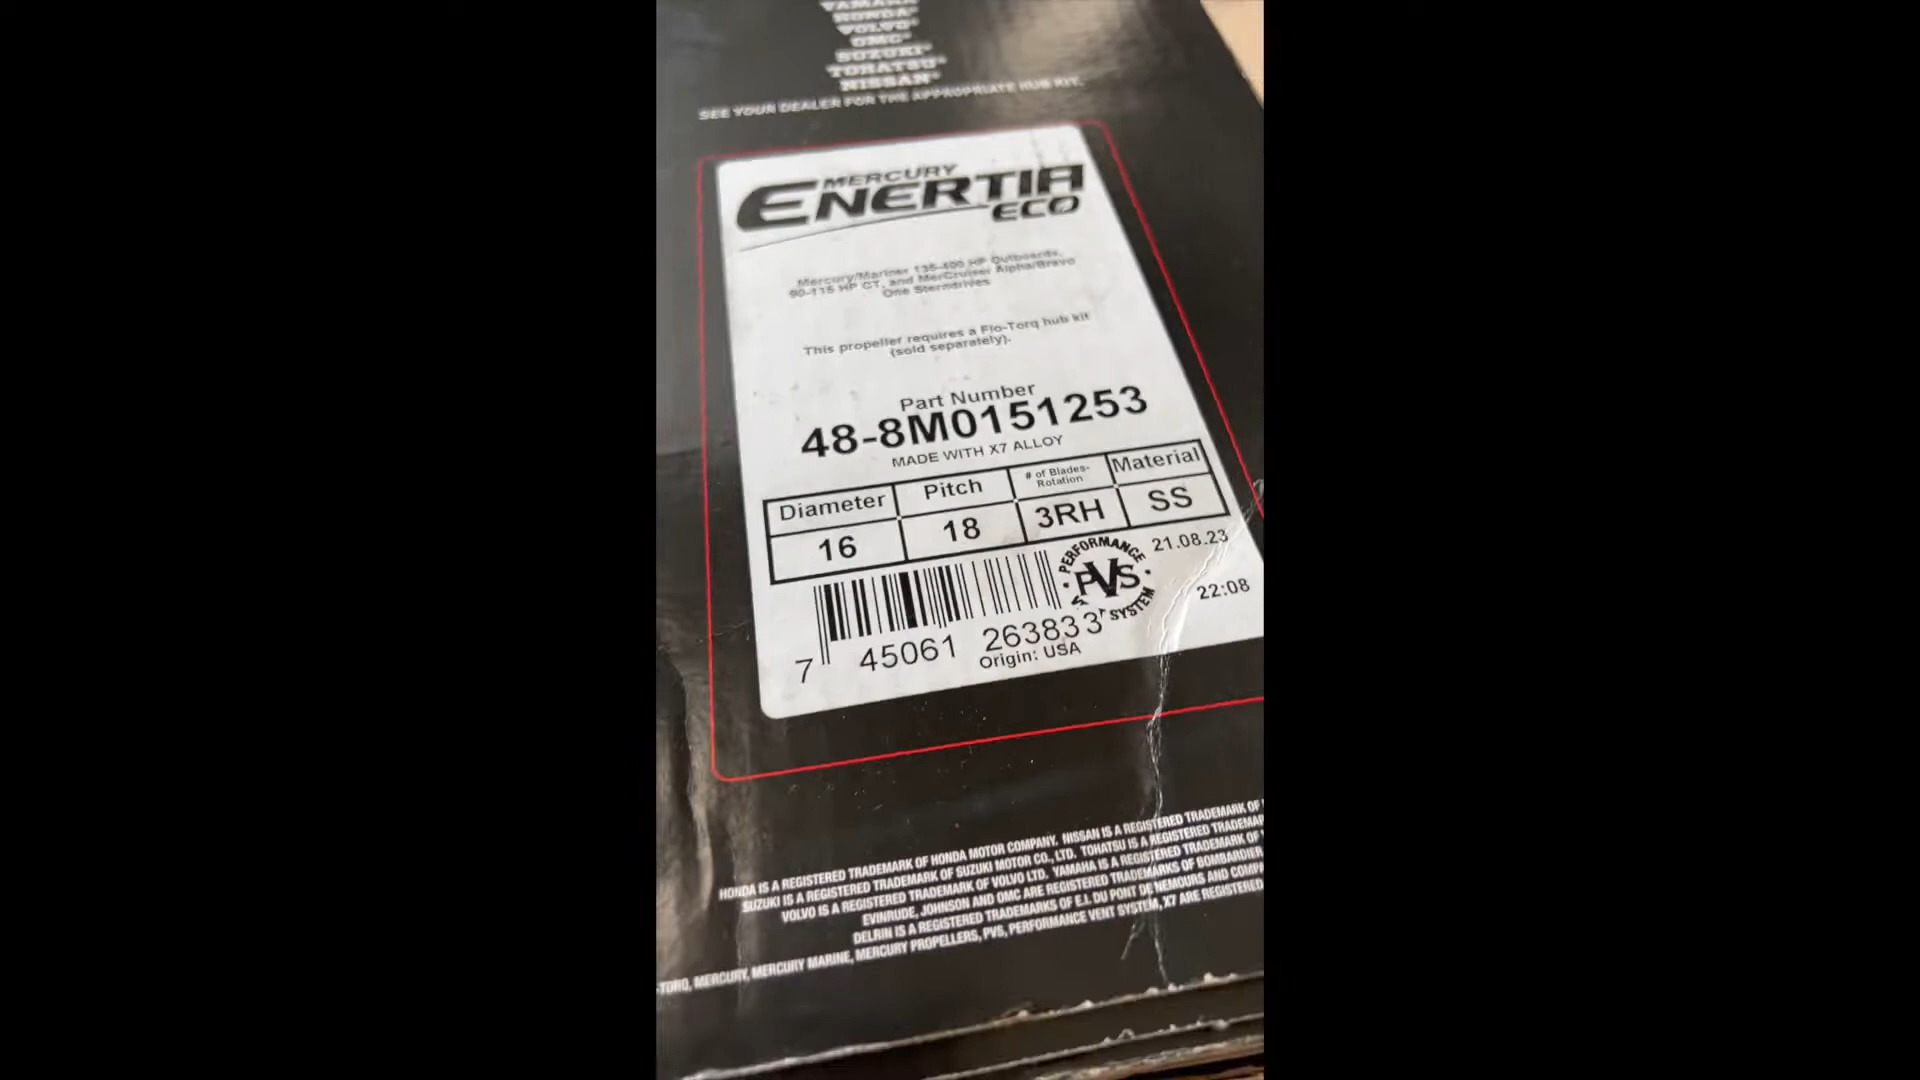 YAMAHA
HONDA
VOLVO
OMC
SUZUKI
TOHATSU
NISSAN
SEE YOUR DEALER FOR THE APPROPRIATE HUB KIT.
MERCURY
ENERTIA
ECO
Mercury/Mariner 135-400 HP Outboards,
90-115 HP CT, and MerCruiser Alpha/Bravo
One Sterndrives
This propeller requires a Flo-Torq hub kit
(sold separately).
Part Number
48-8M0151253
MADE WITH X7 ALLOY
Diameter Pitch # of Blades-Rotation Material
16 18 3RH SS
PERFORMANCE PVS SYSTEM
21.08.23
22:08
7 45061 263833
Origin: USA
HONDA IS A REGISTERED TRADEMARK OF HONDA MOTOR COMPANY. NISSAN IS A REGISTERED TRADEMARK OF
SUZUKI IS A REGISTERED TRADEMARK OF SUZUKI MOTOR CO., LTD. TOHATSU IS A REGISTERED TRADEMAR
VOLVO IS A REGISTERED TRADEMARK OF VOLVO LTD. YAMAHA IS A REGISTERED TRADEMARK OF
EVINRUDE, JOHNSON AND OMC ARE REGISTERED TRADEMARKS OF BOMBARDIER
DELRIN IS A REGISTERED TRADEMARKS OF E.I. DU PONT DE NEMOURS AND COMP
-TORQ, MERCURY, MERCURY MARINE, MERCURY PROPELLERS, PVS, PERFORMANCE VENT SYSTEM, X7 ARE REGISTERED